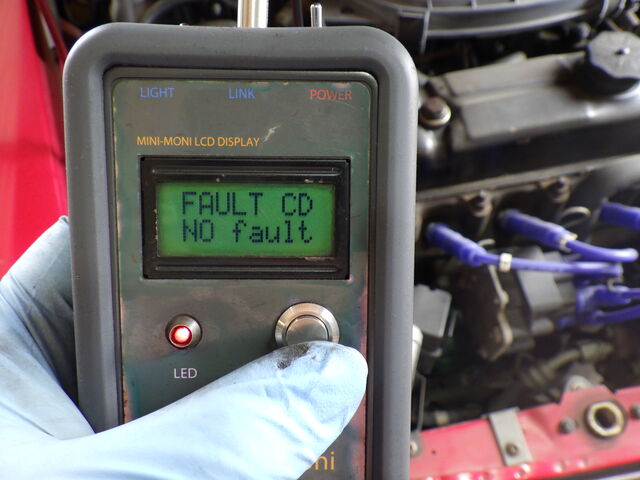 LIGHT LINK POWER
MINI-MONI LCD DISPLAY
FAULT CD
NO fault
LED